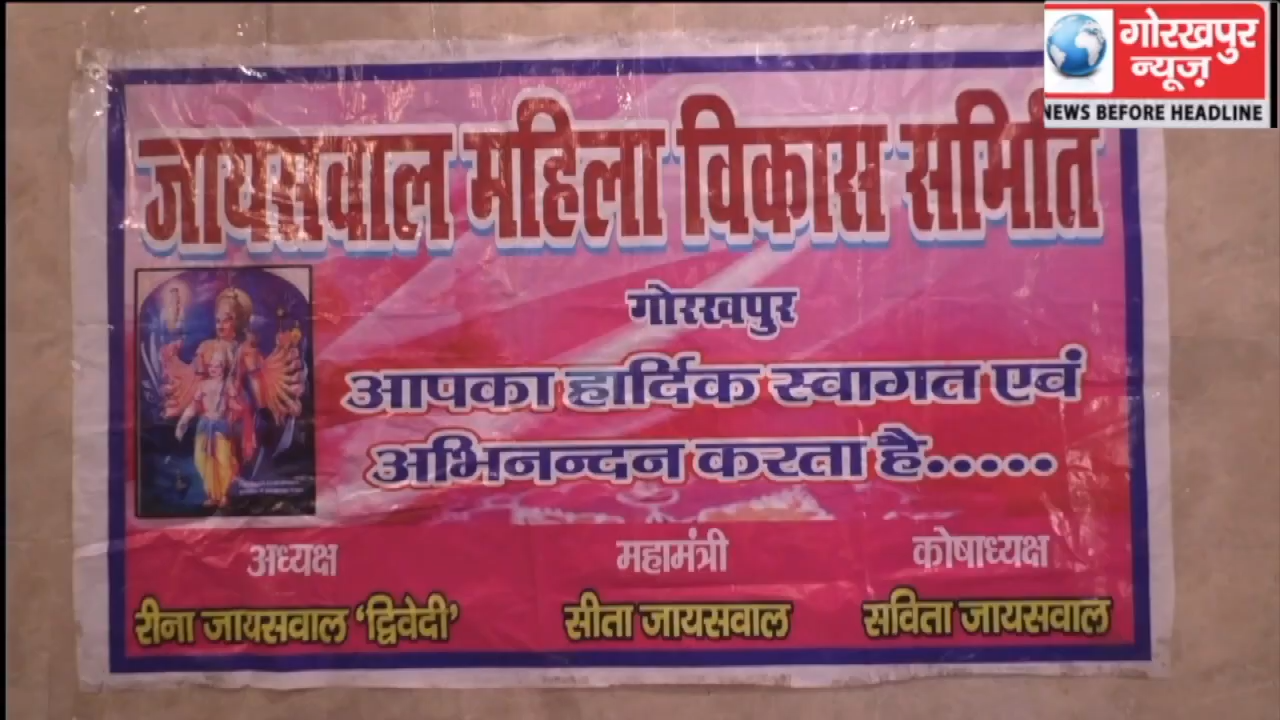 गोरखपुर
न्यूज़
NEWS BEFORE HEADLINE
जायसवाल महिला विकास समिति
गोरखपुर
आपका हार्दिक स्वागत एवं
अभिनन्दन करता है.....
अध्यक्ष महामंत्री कोषाध्यक्ष
रीना जायसवाल ‘द्विवेदी’ सीता जायसवाल सविता जायसवाल